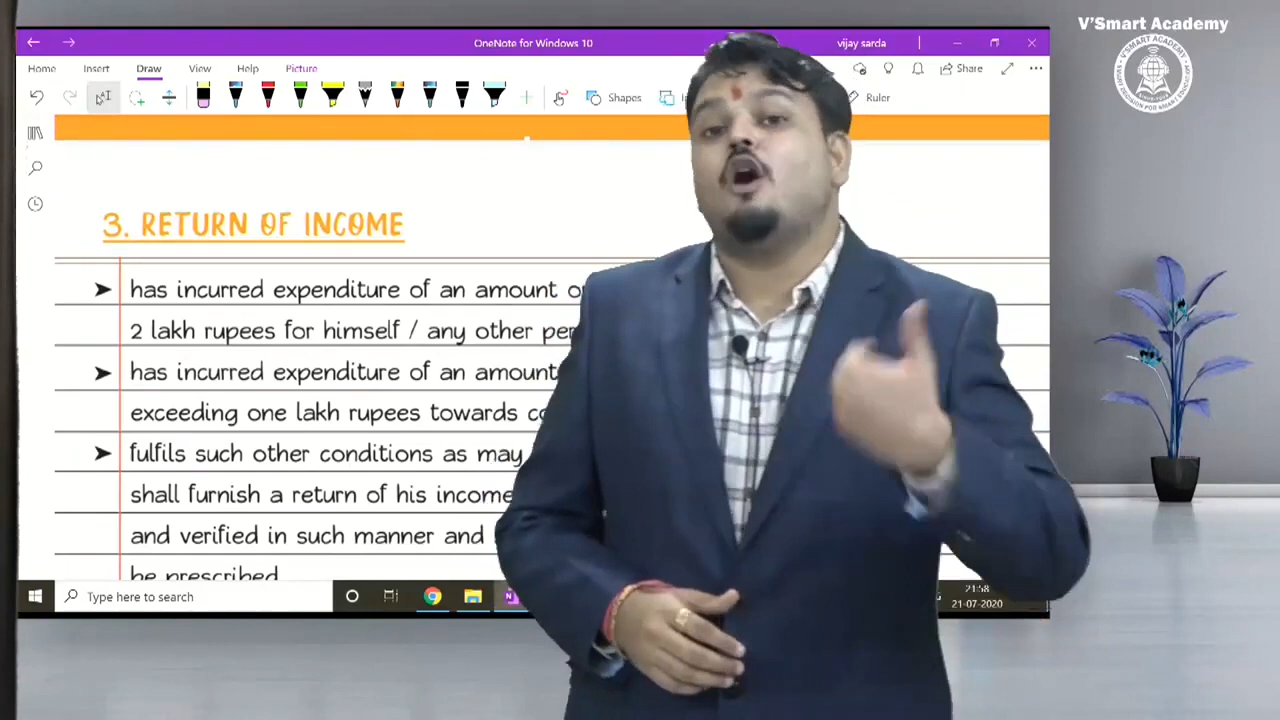 V'Smart Academy
OneNote for Windows 10
vijay sarda
Home Insert Draw View Help Picture Share
Shapes Ruler
3. RETURN OF INCOME
➤ has incurred expenditure of an amount
2 lakh rupees for himself / any other
➤ has incurred expenditure of an amount
exceeding one lakh rupees towards
➤ fulfils such other conditions as may
shall furnish a return of his income
and verified in such manner and
be prescribed
Type here to search
21:58
21-07-2020